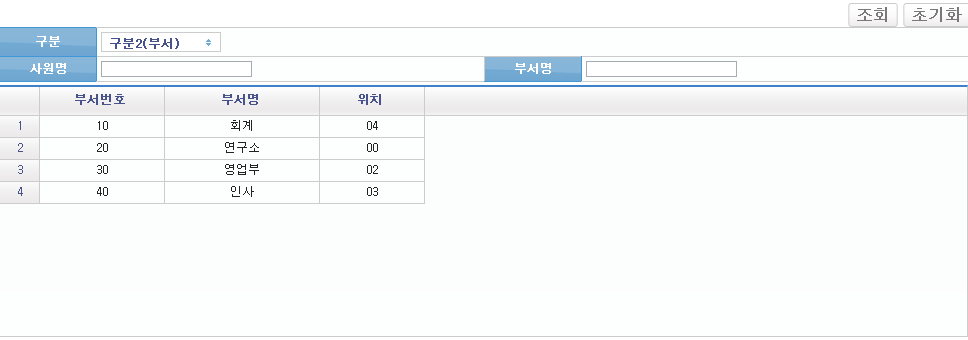 조회 초기화
구분 구분2(부서)
사원명 부서명
부서번호 부서명 위치
1 10 회계 04
2 20 연구소 00
3 30 영업부 02
4 40 인사 03